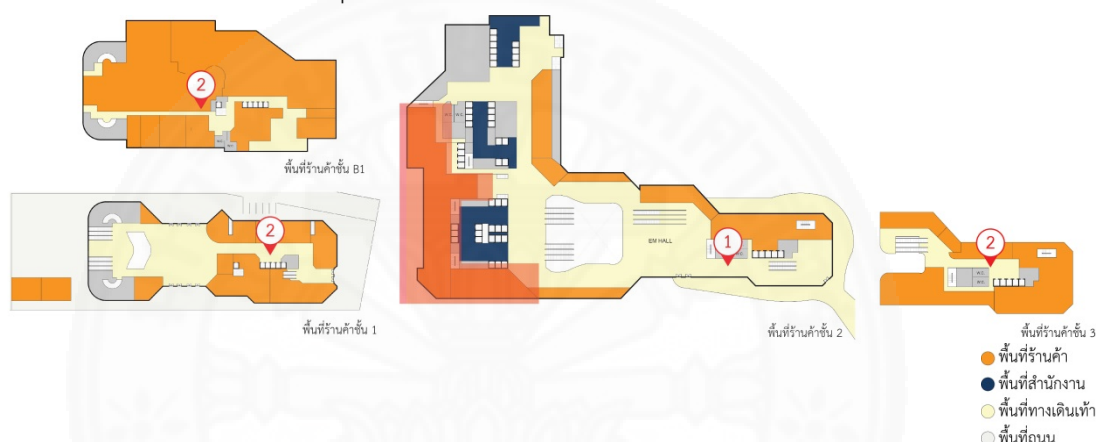 2
พื้นที่ร้านค้าชั้น B1
2
พื้นที่ร้านค้าชั้น 1
EM HALL
1
พื้นที่ร้านค้าชั้น 2
2
W.C.
W.C.
พื้นที่ร้านค้าชั้น 3
พื้นที่ร้านค้า
พื้นที่สำนักงาน
พื้นที่ทางเดินเท้า
พื้นที่ถนน